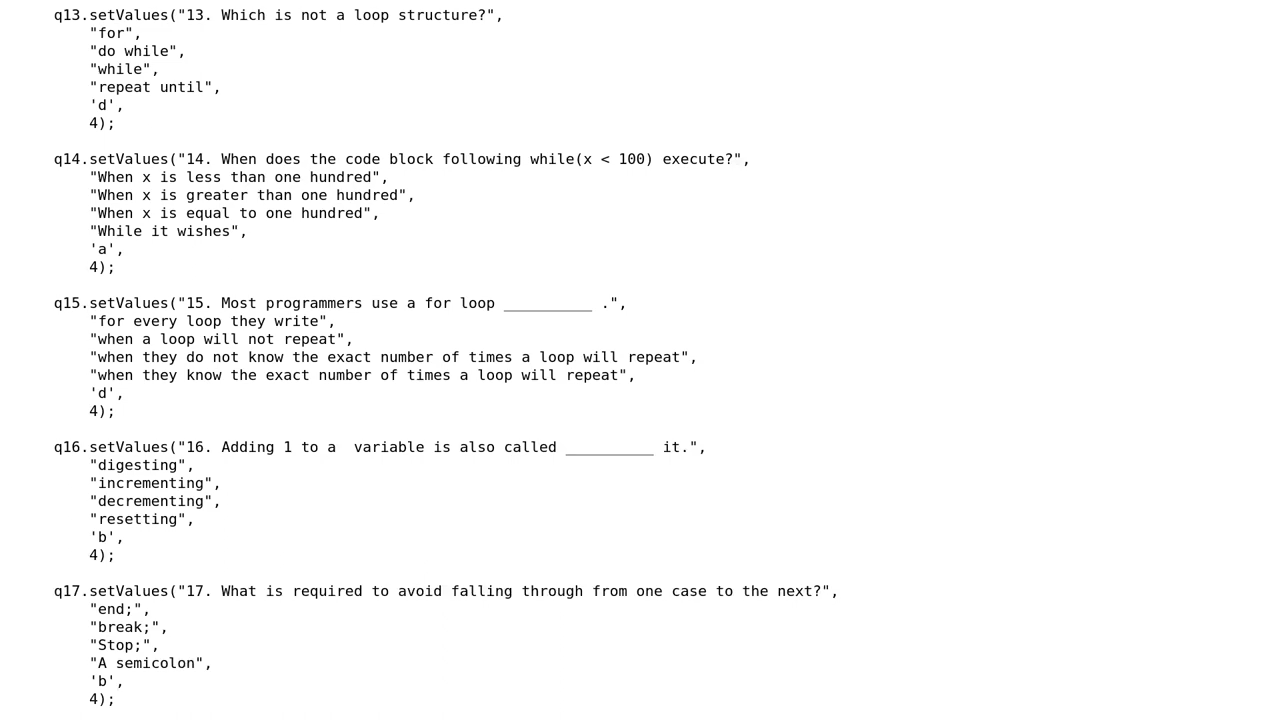 q13.setValues("13. Which is not a loop structure?",
    "for",
    "do while",
    "while",
    "repeat until",
    'd',
    4);

q14.setValues("14. When does the code block following while(x < 100) execute?",
    "When x is less than one hundred",
    "When x is greater than one hundred",
    "When x is equal to one hundred",
    "While it wishes",
    'a',
    4);

q15.setValues("15. Most programmers use a for loop __________ .",
    "for every loop they write",
    "when a loop will not repeat",
    "when they do not know the exact number of times a loop will repeat",
    "when they know the exact number of times a loop will repeat",
    'd',
    4);

q16.setValues("16. Adding 1 to a  variable is also called __________ it.",
    "digesting",
    "incrementing",
    "decrementing",
    "resetting",
    'b',
    4);

q17.setValues("17. What is required to avoid falling through from one case to the next?",
    "end;",
    "break;",
    "Stop;",
    "A semicolon",
    'b',
    4);